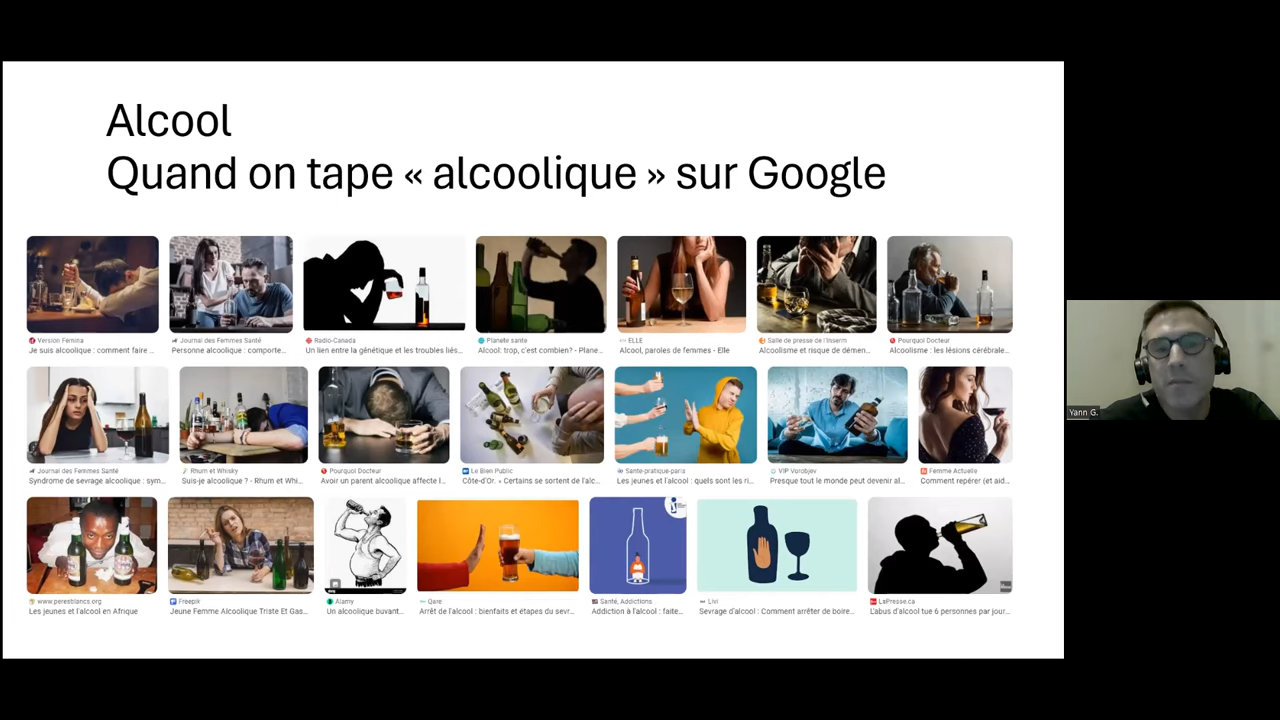 Alcool
Quand on tape « alcoolique » sur Google
Version Femina
Je suis alcoolique : comment faire ...
Journal des Femmes Santé
Personne alcoolique : comporte...
Radio-Canada
Un lien entre la génétique et les troubles liés...
Planete sante
Alcool: trop, c'est combien? - Plane...
ELLE
Alcool, paroles de femmes - Elle
Salle de presse de l'Inserm
Alcoolisme et risque de démen...
Pourquoi Docteur
Alcoolisme : les lésions cérébrale...
Journal des Femmes Santé
Syndrome de sevrage alcoolique : sym...
Rhum et Whisky
Suis-je alcoolique ? - Rhum et Whi...
Pourquoi Docteur
Avoir un parent alcoolique affecte l...
Le Bien Public
Côte-d'Or. « Certains se sortent de l'alc...
Sante-pratique-paris
Les jeunes et l'alcool : quels sont les ri...
VIP Vorobjev
Presque tout le monde peut devenir al...
Femme Actuelle
Comment repérer (et aid...
www.peresblancs.org
Les jeunes et l'alcool en Afrique
Freepik
Jeune Femme Alcoolique Triste Et Gas...
Alamy
Un alcoolique buvant...
Qare
Arrêt de l'alcool : bienfaits et étapes du sevr...
Santé, Addictions
Addiction à l'alcool : faite...
Livi
Sevrage d'alcool : Comment arrêter de boire...
LaPresse.ca
L'abus d'alcool tue 6 personnes par jour...
Yann G.